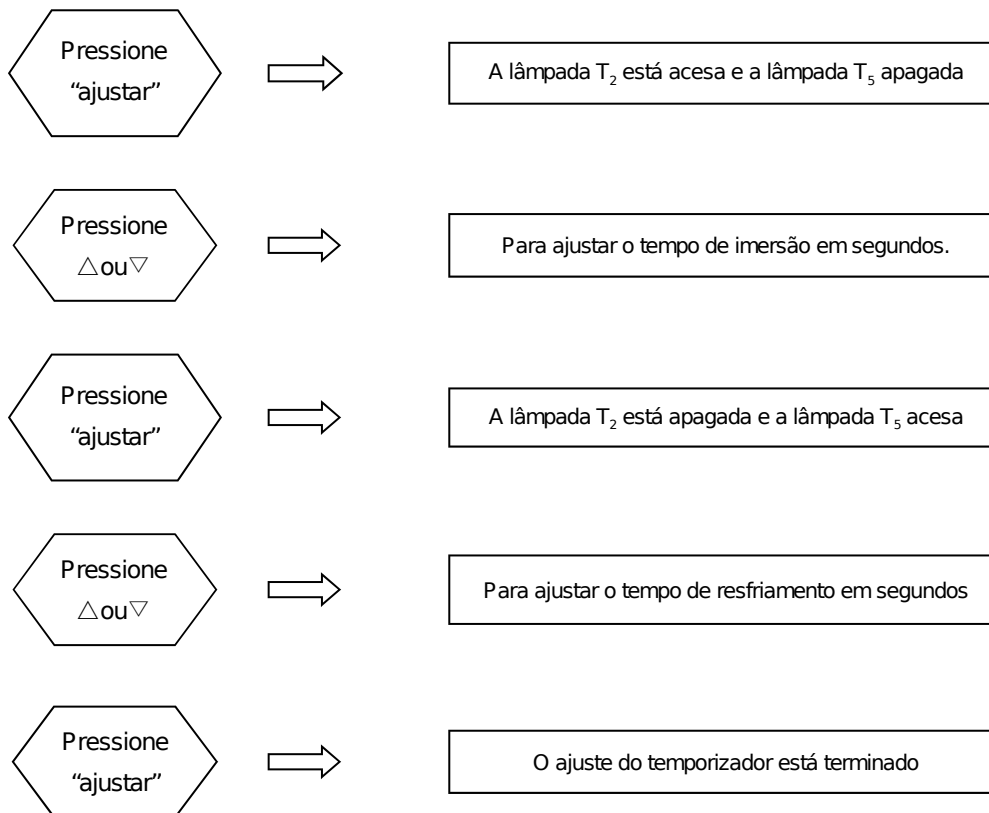 Pressione
“ajustar”
A lâmpada T₂ está acesa e a lâmpada T₅ apagada
Pressione
△ou▽
Para ajustar o tempo de imersão em segundos.
Pressione
“ajustar”
A lâmpada T₂ está apagada e a lâmpada T₅ acesa
Pressione
△ou▽
Para ajustar o tempo de resfriamento em segundos
Pressione
“ajustar”
O ajuste do temporizador está terminado